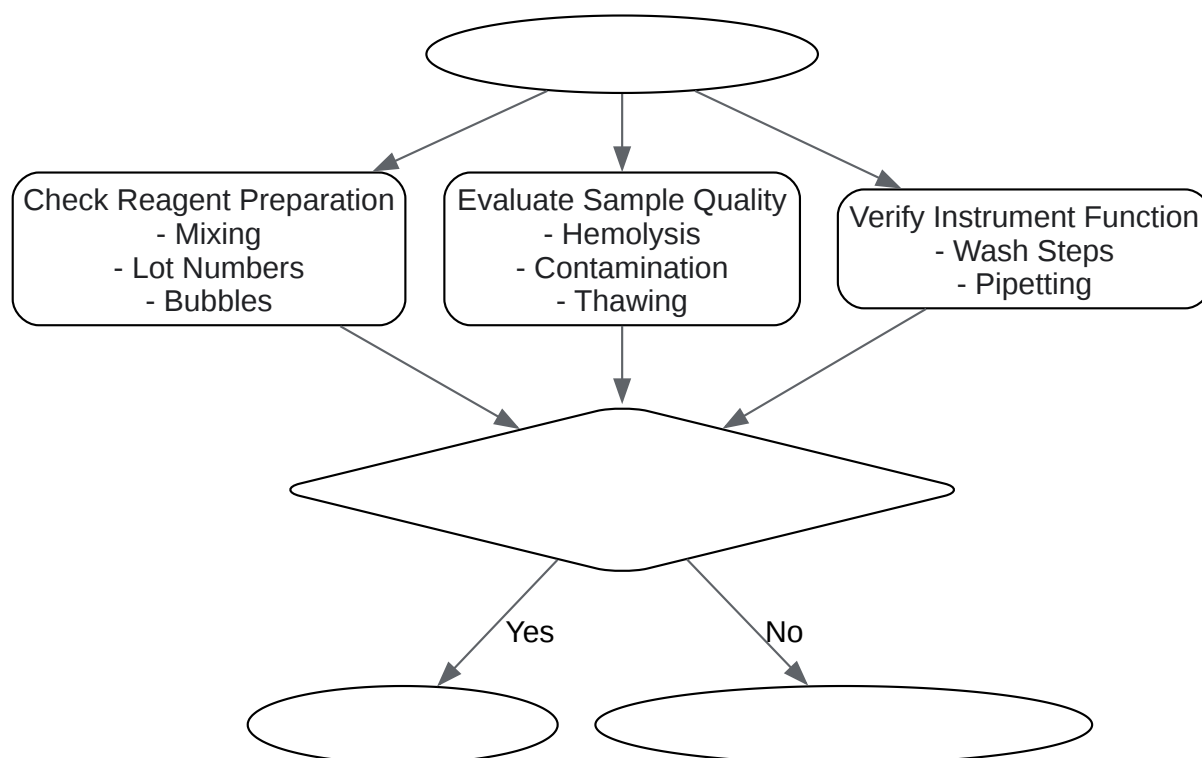 Check Reagent Preparation
- Mixing
- Lot Numbers
- Bubbles
Evaluate Sample Quality
- Hemolysis
- Contamination
- Thawing
Verify Instrument Function
- Wash Steps
- Pipetting
Yes
No